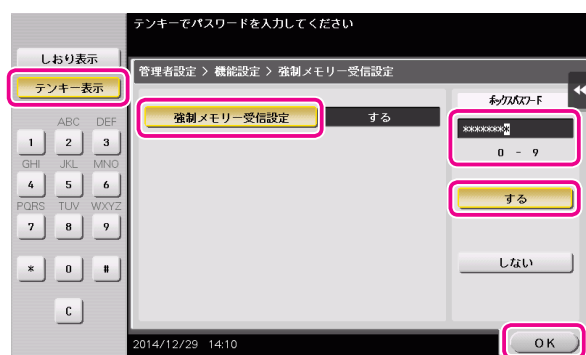 テンキーでパスワードを入力してください
しおり表示
テンキー表示
管理者設定 > 機能設定 > 強制メモリー受信設定
強制メモリー受信設定
する
ボックスパスワード
********
0 - 9
する
しない
ABC DEF
1 2 3
GHI JKL MNO
4 5 6
PQRS TUV WXYZ
7 8 9
* 0 #
C
2014/12/29 14:10
OK